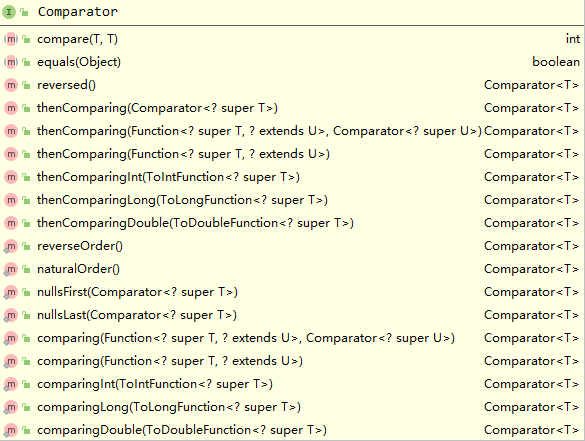 I Comparator
m compare(T, T) int
m equals(Object) boolean
m reversed() Comparator<T>
m thenComparing(Comparator<? super T>) Comparator<T>
m thenComparing(Function<? super T, ? extends U>, Comparator<? super U>) Comparator<T>
m thenComparing(Function<? super T, ? extends U>) Comparator<T>
m thenComparingInt(ToIntFunction<? super T>) Comparator<T>
m thenComparingLong(ToLongFunction<? super T>) Comparator<T>
m thenComparingDouble(ToDoubleFunction<? super T>) Comparator<T>
m reverseOrder() Comparator<T>
m naturalOrder() Comparator<T>
m nullsFirst(Comparator<? super T>) Comparator<T>
m nullsLast(Comparator<? super T>) Comparator<T>
m comparing(Function<? super T, ? extends U>, Comparator<? super U>) Comparator<T>
m comparing(Function<? super T, ? extends U>) Comparator<T>
m comparingInt(ToIntFunction<? super T>) Comparator<T>
m comparingLong(ToLongFunction<? super T>) Comparator<T>
m comparingDouble(ToDoubleFunction<? super T>) Comparator<T>